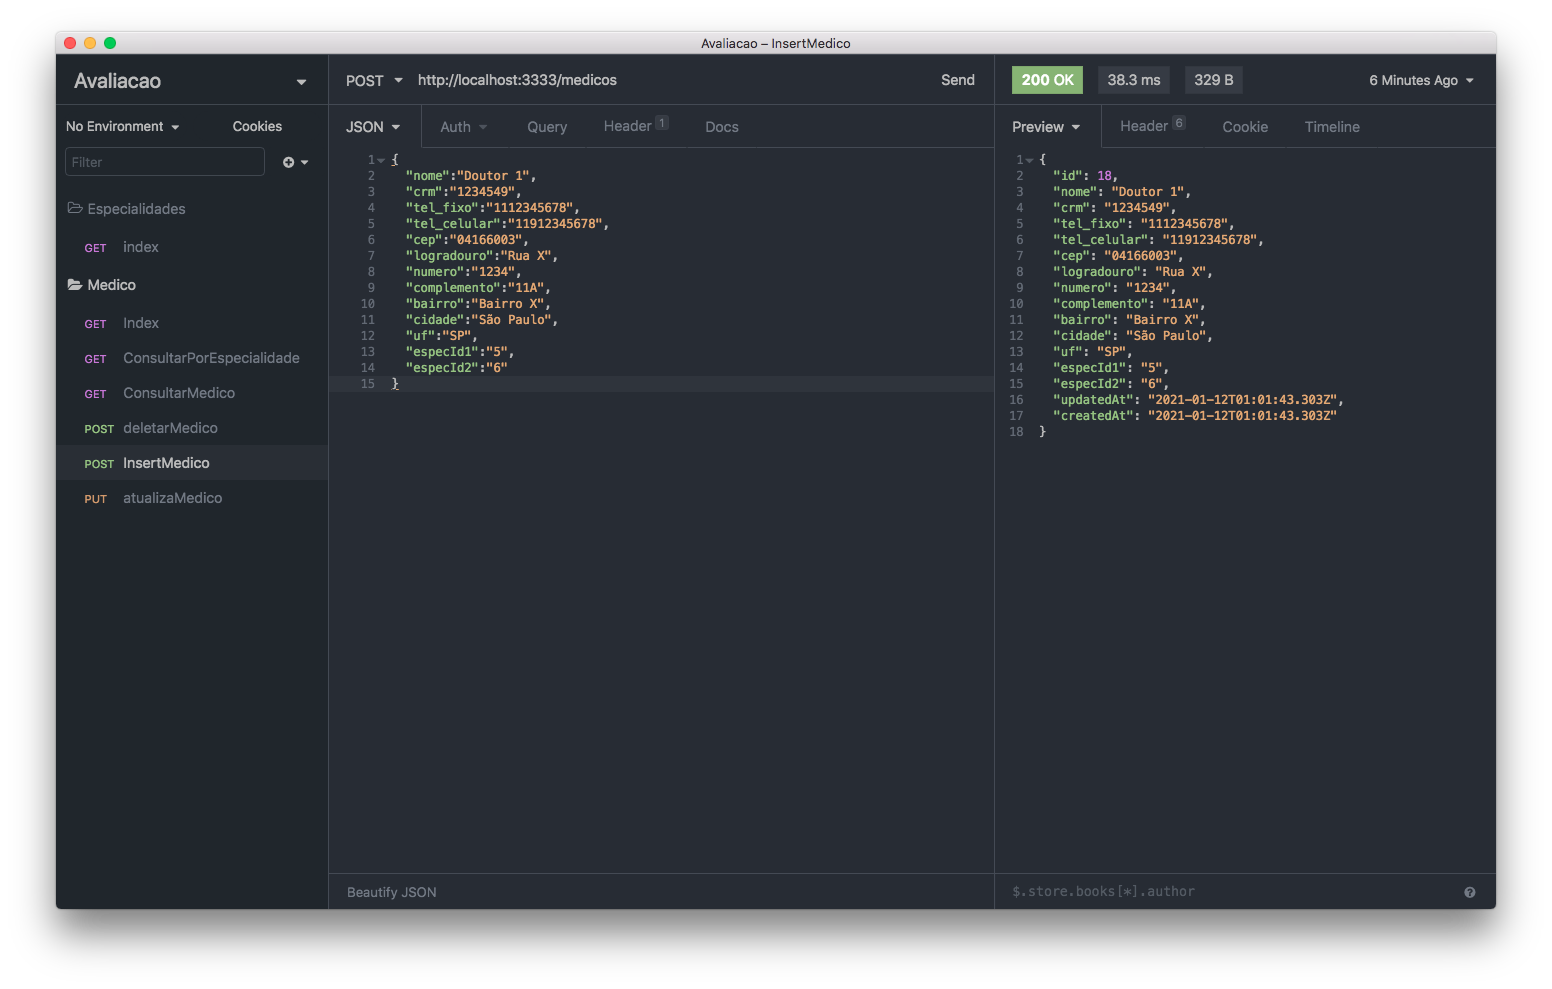 Avaliacao – InsertMedico
Avaliacao
No Environment
Cookies
Filter
Especialidades
GET index
Medico
GET Index
GET ConsultarPorEspecialidade
GET ConsultarMedico
POST deletarMedico
POST InsertMedico
PUT atualizaMedico
POST http://localhost:3333/medicos Send
JSON Auth Query Header 1 Docs
1 {
2 "nome":"Doutor 1",
3 "crm":"1234549",
4 "tel_fixo":"1112345678",
5 "tel_celular":"11912345678",
6 "cep":"04166003",
7 "logradouro":"Rua X",
8 "numero":"1234",
9 "complemento":"11A",
10 "bairro":"Bairro X",
11 "cidade":"São Paulo",
12 "uf":"SP",
13 "especId1":"5",
14 "especId2":"6"
15 }
Beautify JSON
200 OK 38.3 ms 329 B 6 Minutes Ago
Preview Header 6 Cookie Timeline
1 {
2 "id": 18,
3 "nome": "Doutor 1",
4 "crm": "1234549",
5 "tel_fixo": "1112345678",
6 "tel_celular": "11912345678",
7 "cep": "04166003",
8 "logradouro": "Rua X",
9 "numero": "1234",
10 "complemento": "11A",
11 "bairro": "Bairro X",
12 "cidade": "São Paulo",
13 "uf": "SP",
14 "especId1": "5",
15 "especId2": "6",
16 "updatedAt": "2021-01-12T01:01:43.303Z",
17 "createdAt": "2021-01-12T01:01:43.303Z"
18 }
$.store.books[*].author